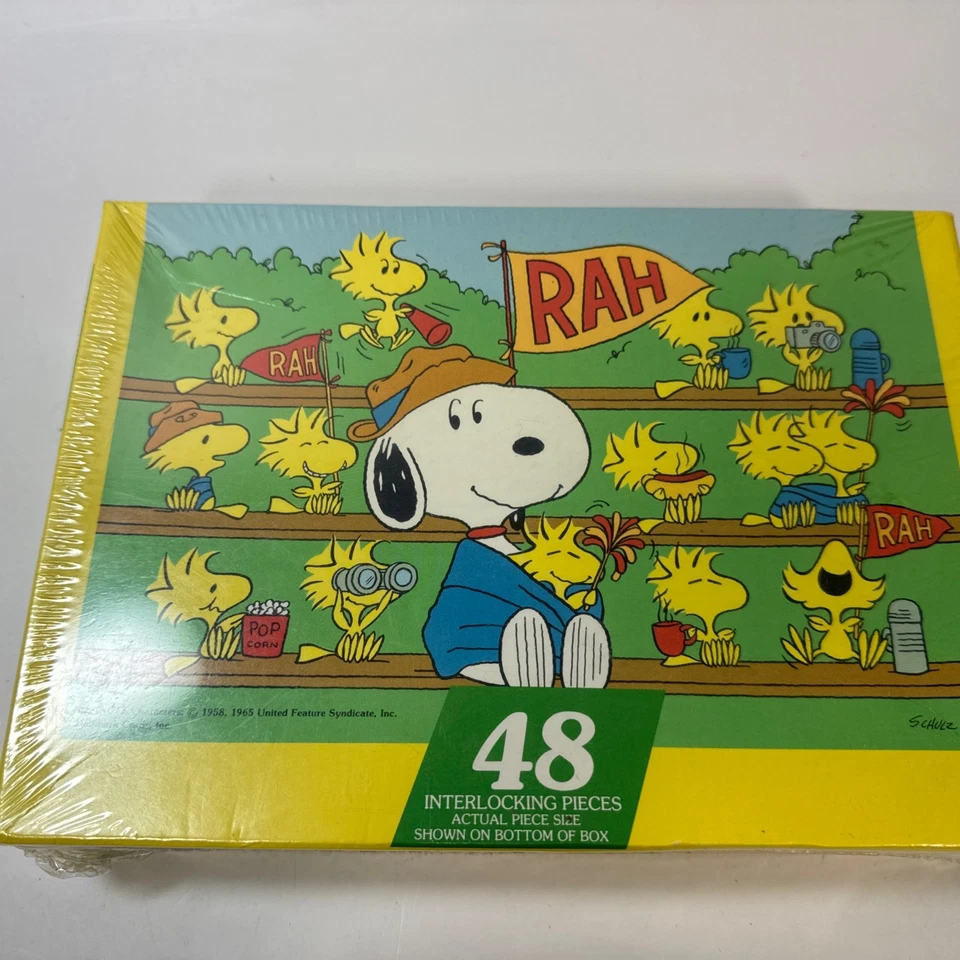 RAH
RAH
RAH
POP
CORN
© 1958, 1965 United Feature Syndicate, Inc.
SCHULZ
48
INTERLOCKING PIECES
ACTUAL PIECE SIZE
SHOWN ON BOTTOM OF BOX